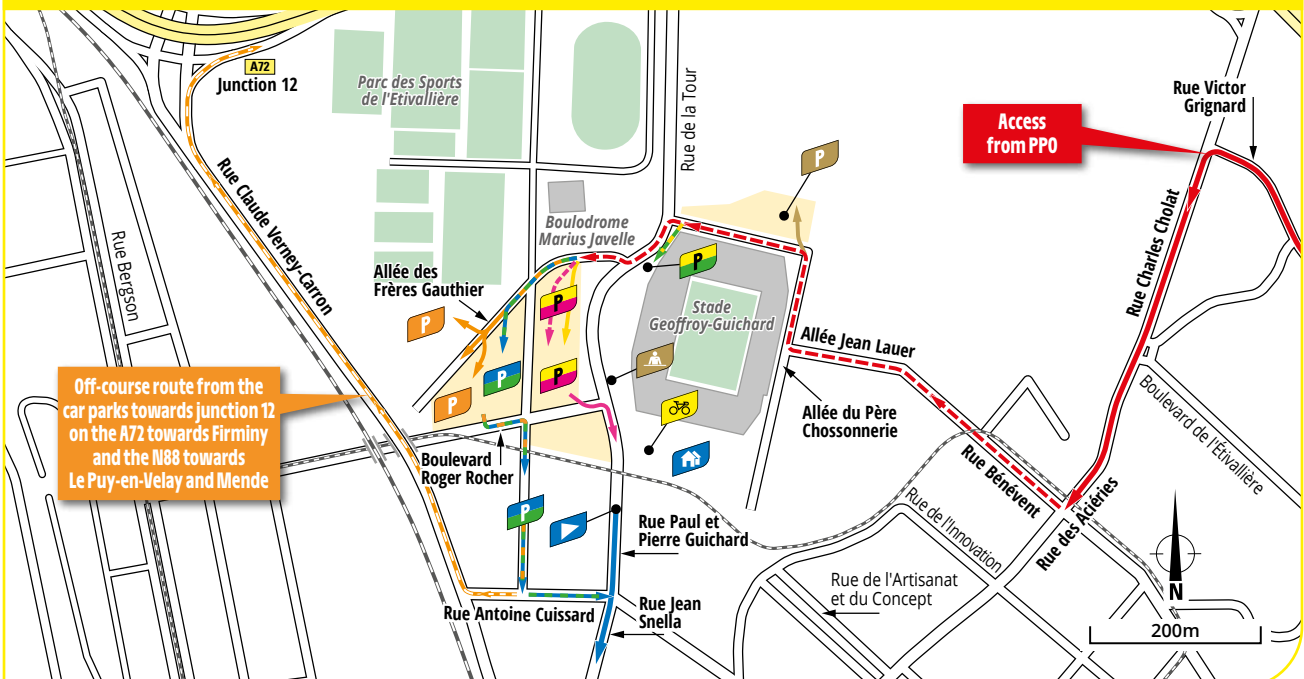 A72
Junction 12
Parc des Sports
de l'Etivallière
Rue de la Tour
P
Access
from PPO
Rue Victor
Grignard
Rue Claude Verney-Carron
Rue Bergson
Boulodrome
Marius Javelle
Allée des
Frères Gauthier
P
P
P
Stade
Geoffroy-Guichard
Rue Charles Cholat
Allée Jean Lauer
Off-course route from the
car parks towards junction 12
on the A72 towards Firminy
and the N88 towards
Le Puy-en-Velay and Mende
P
P
P
Allée du Père
Chossonnerie
Boulevard de l'Étivallière
Boulevard
Roger Rocher
P
Rue Bénévent
Rue des Aciéries
Rue de l'Innovation
Rue Paul et
Pierre Guichard
Rue de l'Artisanat
et du Concept
N
Rue Antoine Cuissard
Rue Jean
Snella
200m